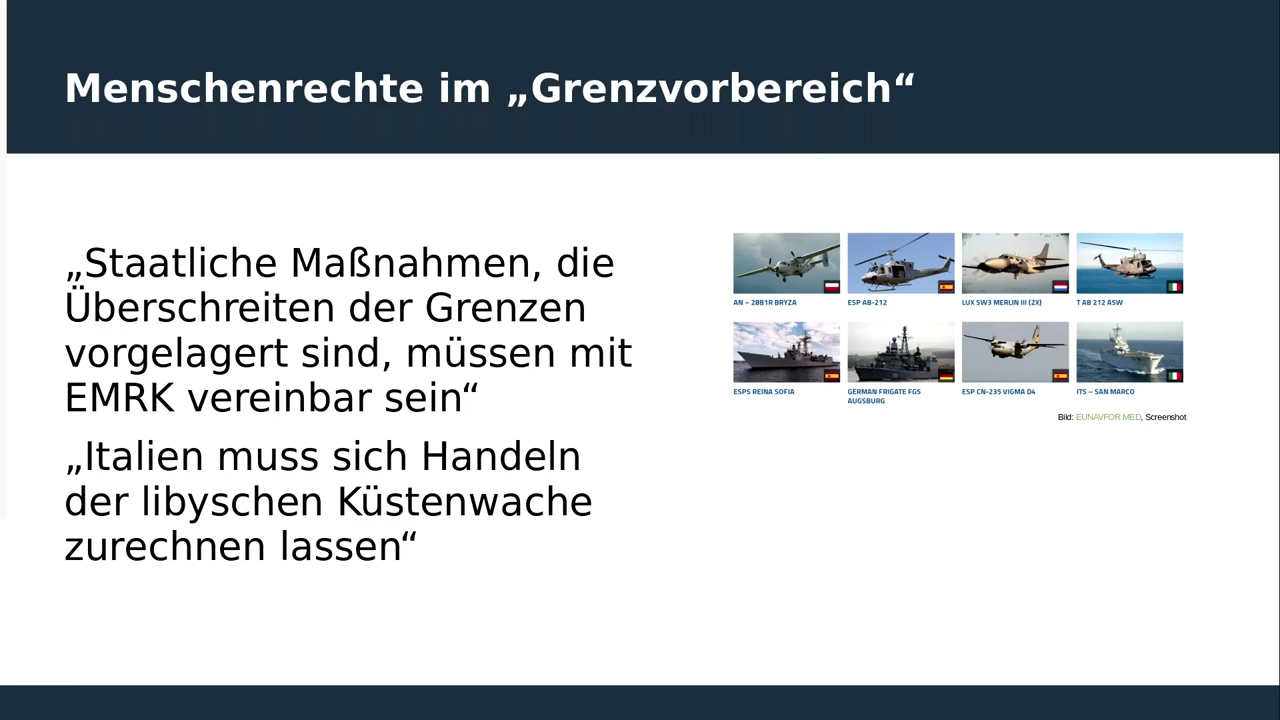 Menschenrechte im „Grenzvorbereich“
„Staatliche Maßnahmen, die
Überschreiten der Grenzen
vorgelagert sind, müssen mit
EMRK vereinbar sein“
„Italien muss sich Handeln
der libyschen Küstenwache
zurechnen lassen“
AN – 28B1R BRYZA
ESP AB-212
LUX SW3 MERLIN III (2X)
T AB 212 ASW
ESPS REINA SOFIA
GERMAN FRIGATE FGS
AUGSBURG
ESP CN-235 VIGMA D4
ITS – SAN MARCO
Bild: EUNAVFOR MED, Screenshot